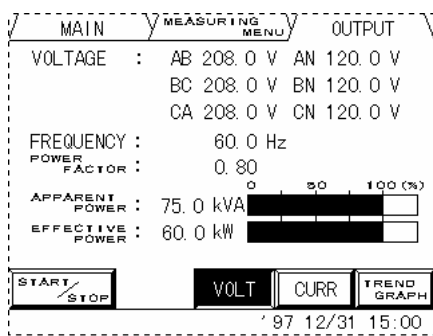 MAIN MEASURING MENU OUTPUT
VOLTAGE : AB 208.0 V AN 120.0 V
BC 208.0 V BN 120.0 V
CA 208.0 V CN 120.0 V
FREQUENCY : 60.0 Hz
POWER FACTOR : 0.80
0 50 100 (%)
APPARENT POWER : 75.0 kVA
EFFECTIVE POWER : 60.0 kW
START/STOP VOLT CURR TREND GRAPH
'97 12/31 15:00